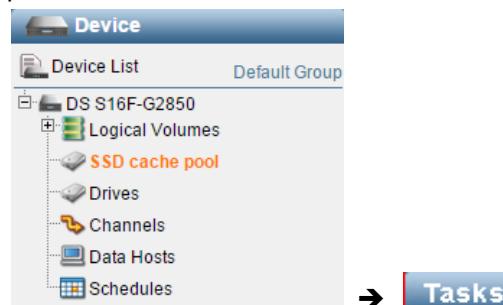 Device
Device List Default Group
DS S16F-G2850
Logical Volumes
SSD cache pool
Drives
Channels
Data Hosts
Schedules
➔ Tasks